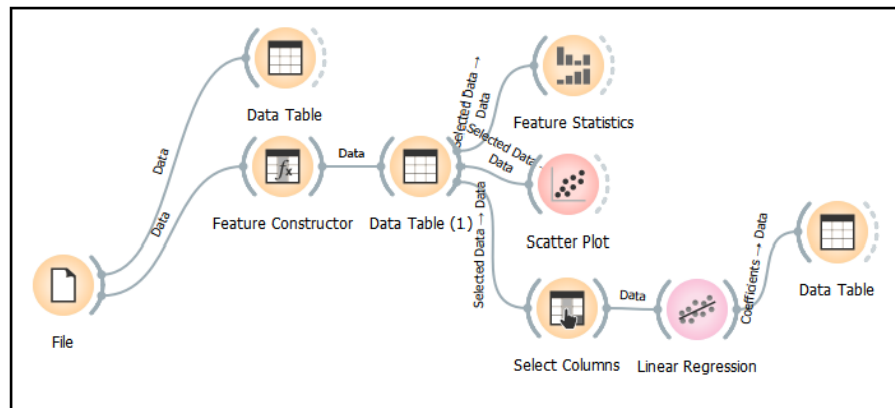 Data Table
Data
Selected Data →
Data
Feature Statistics
Data
Data
Selected Data →
Data
Feature Constructor
Data Table (1)
Scatter Plot
Selected Data → Data
Coefficients → Data
Data Table
File
Data
Select Columns
Linear Regression
fx